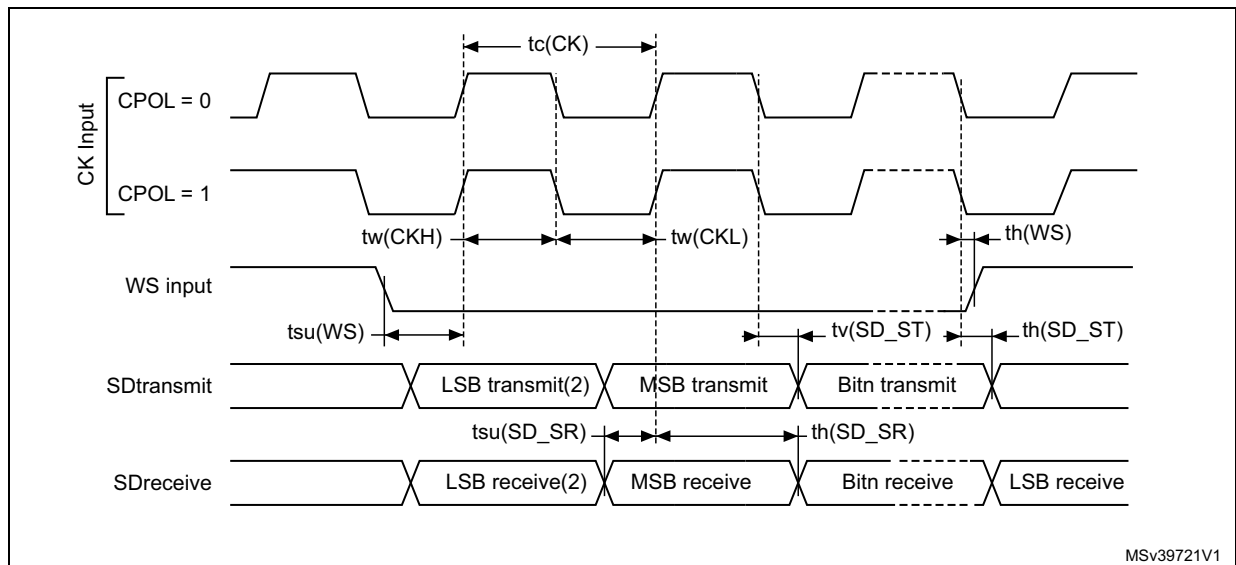 tc(CK)
CK Input
CPOL = 0
CPOL = 1
tw(CKH)
tw(CKL)
th(WS)
WS input
tsu(WS)
tv(SD_ST)
th(SD_ST)
SDtransmit
LSB transmit(2)
MSB transmit
Bitn transmit
tsu(SD_SR)
th(SD_SR)
SDreceive
LSB receive(2)
MSB receive
Bitn receive
LSB receive
MSv39721V1